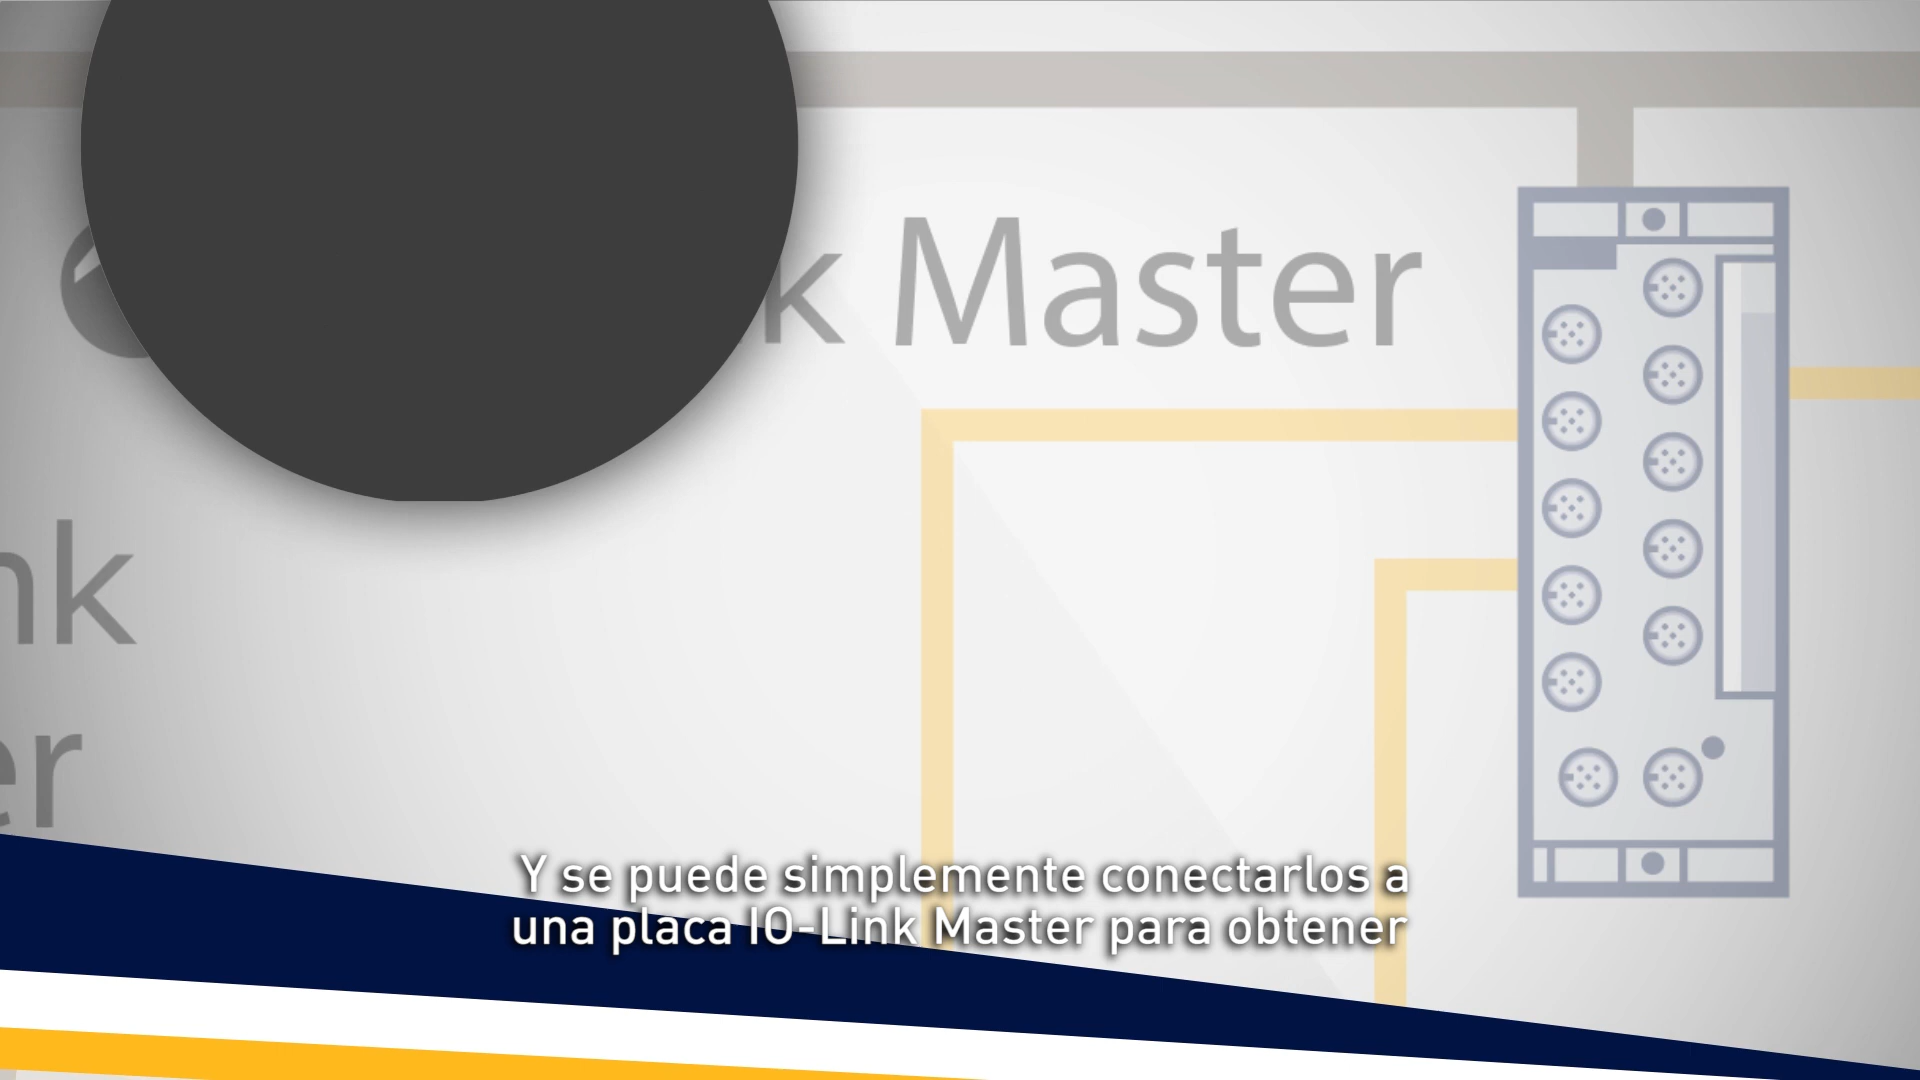 k Master
nk
er
Y se puede simplemente conectarlos a
una placa IO-Link Master para obtener